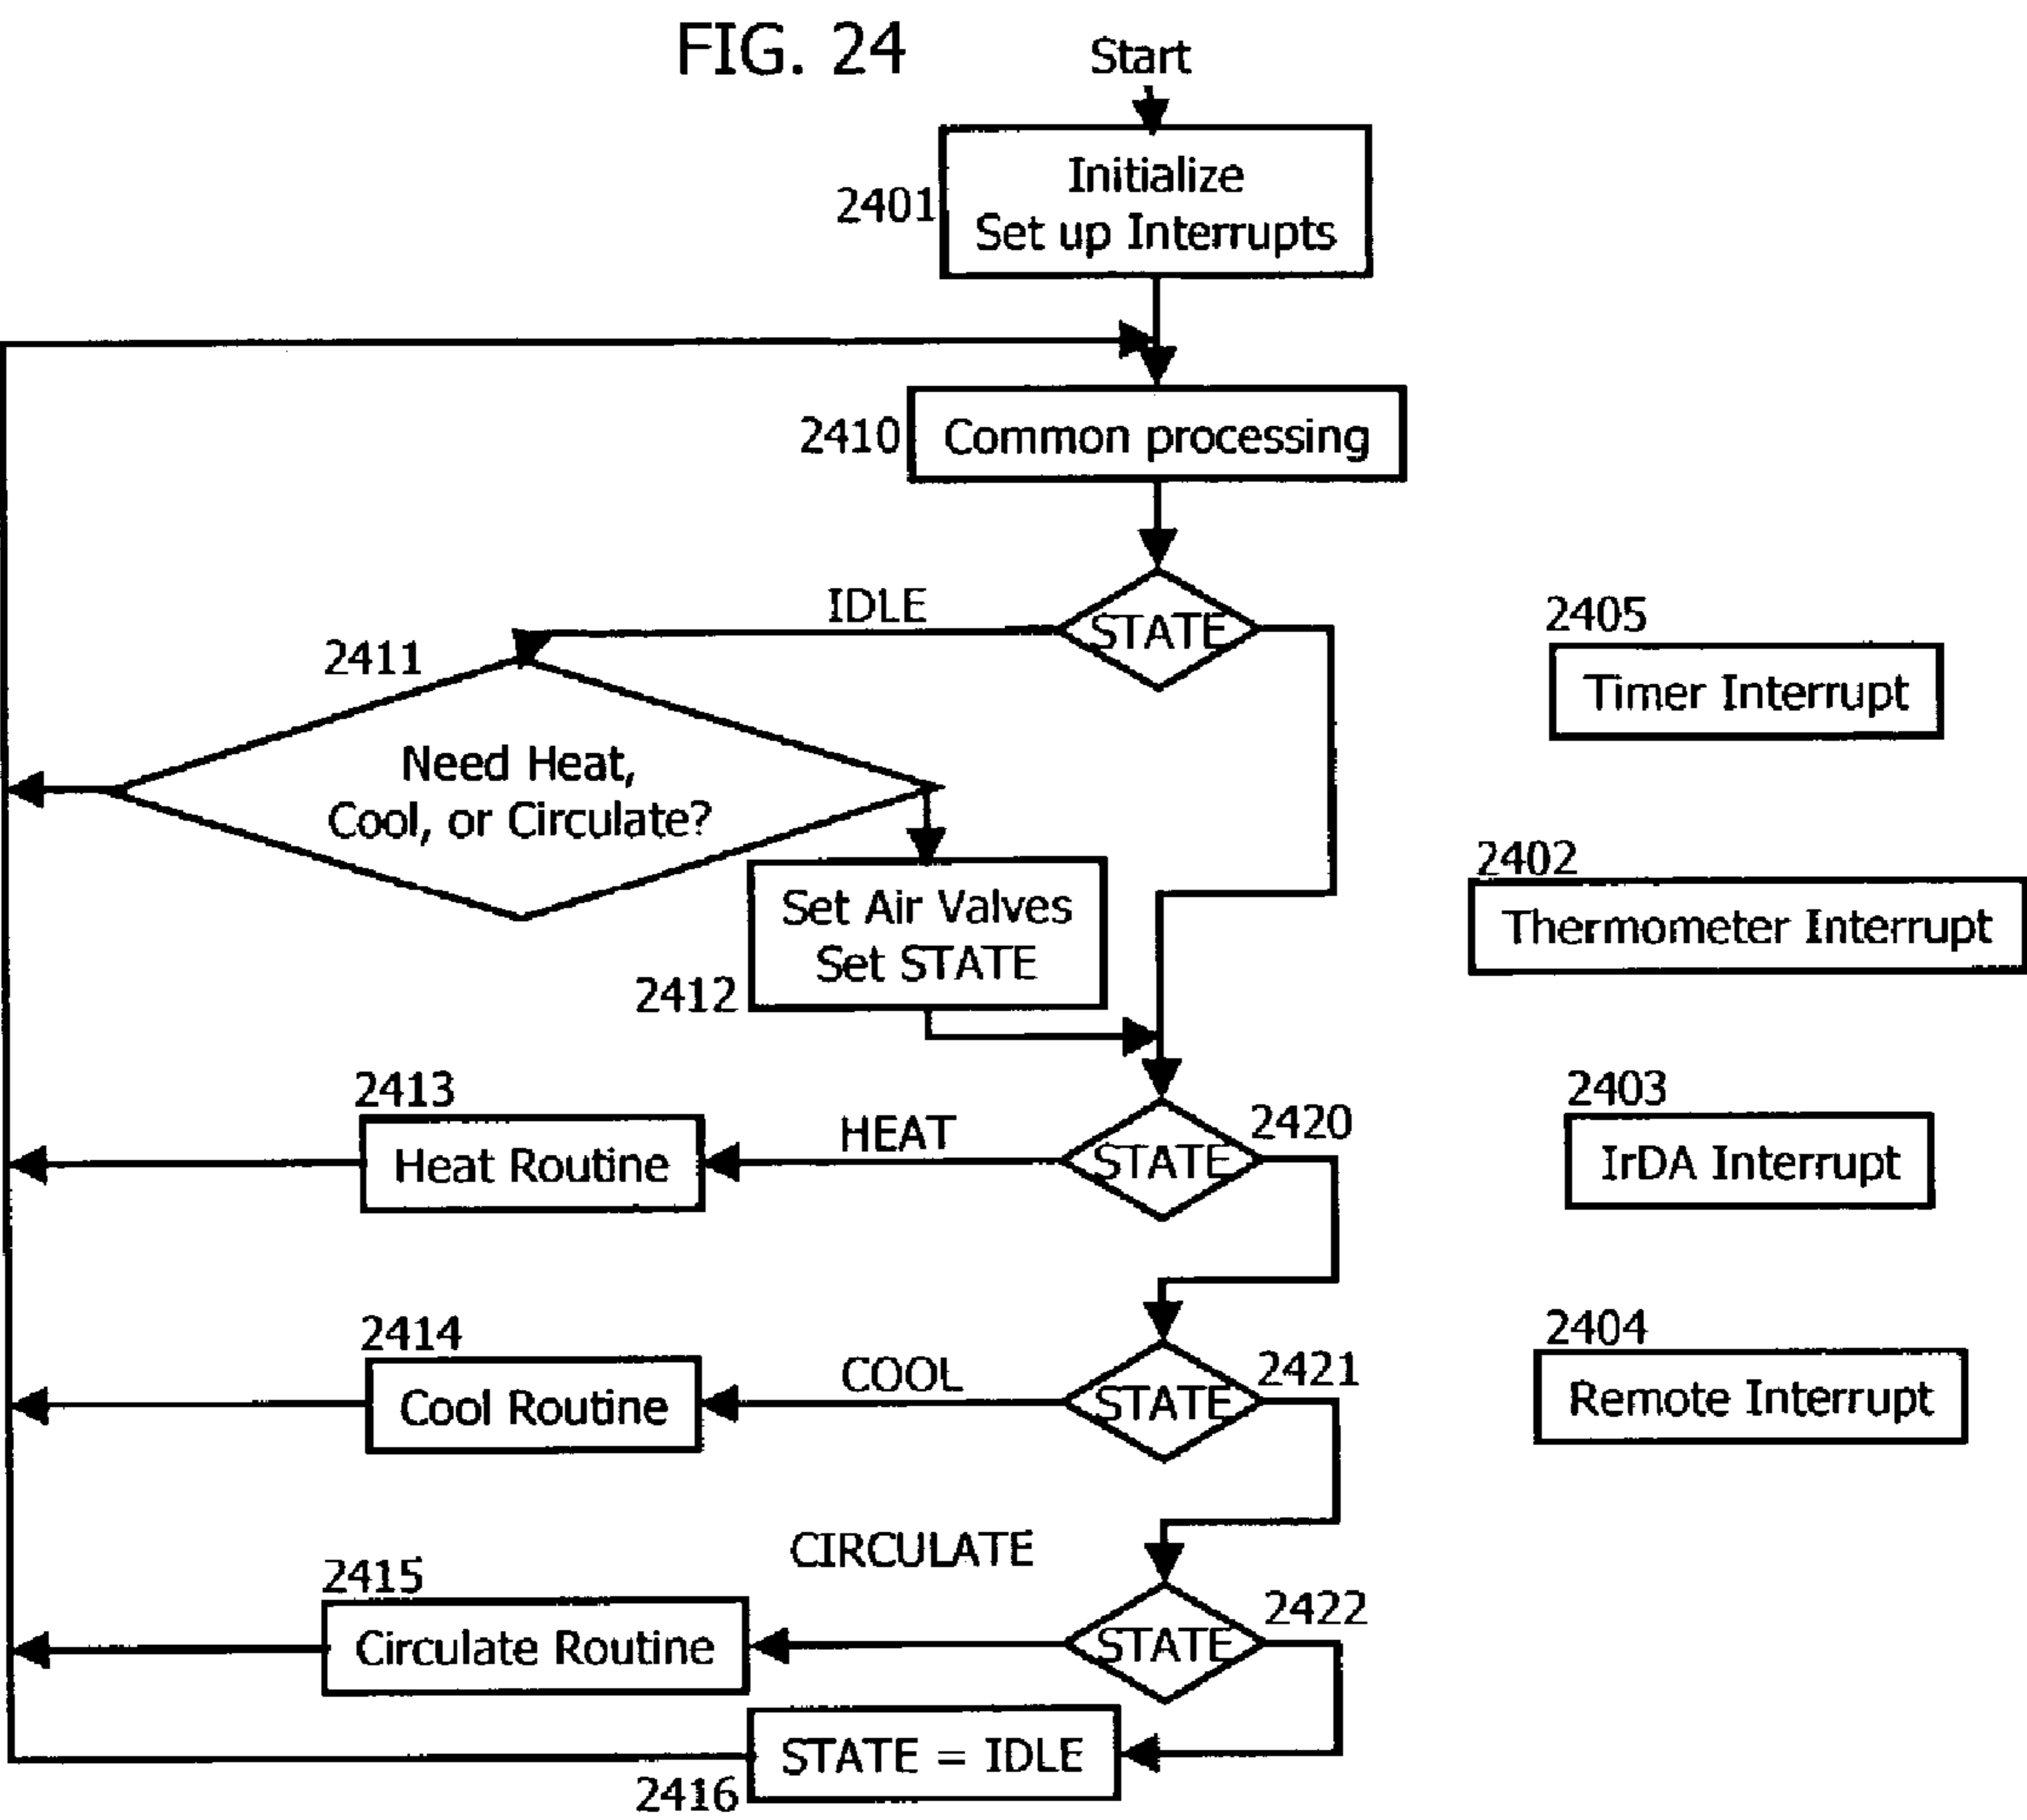 FIG. 24
Start
2401
Initialize
Set up Interrupts
2410
Common processing
IDLE
STATE
2405
Timer Interrupt
2411
Need Heat,
Cool, or Circulate?
2402
Thermometer Interrupt
Set Air Valves
Set STATE
2412
2413
Heat Routine
HEAT
STATE
2420
2403
IrDA Interrupt
2414
Cool Routine
COOL
STATE
2421
2404
Remote Interrupt
CIRCULATE
2415
Circulate Routine
STATE
2422
STATE = IDLE
2416